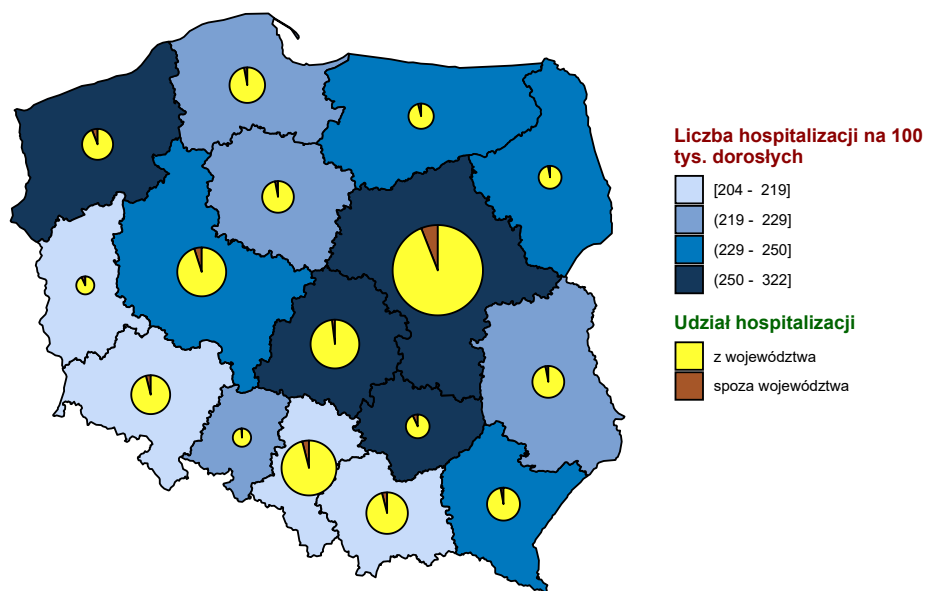 Liczba hospitalizacji na 100
tys. dorosłych
[204 - 219]
(219 - 229]
(229 - 250]
(250 - 322]
Udział hospitalizacji
z województwa
spoza województwa